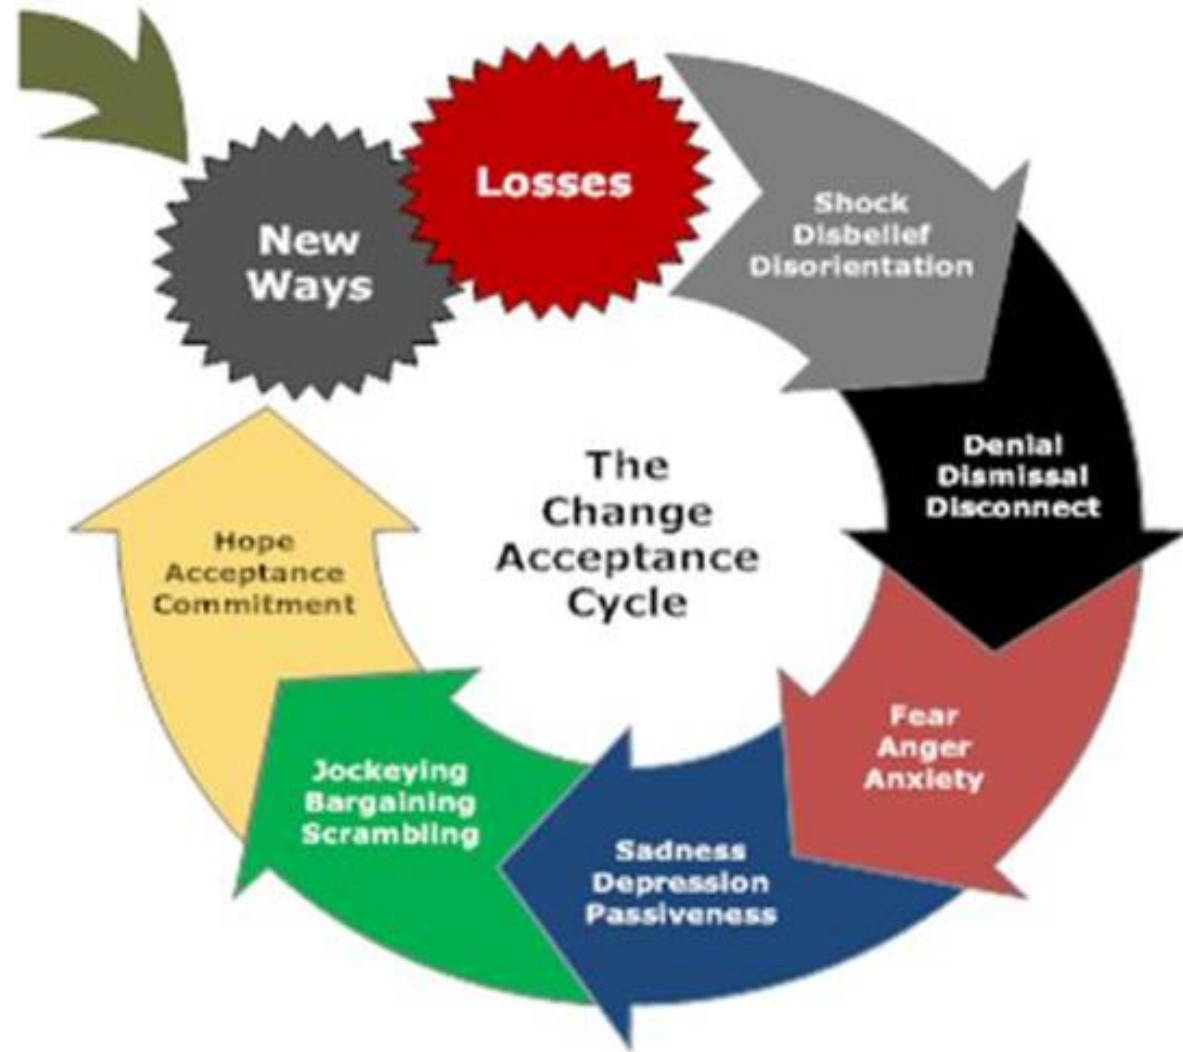 New
Ways
Losses
Shock
Disbelief
Disorientation
Denial
Dismissal
Disconnect
Fear
Anger
Anxiety
Sadness
Depression
Passiveness
Jockeying
Bargaining
Scrambling
Hope
Acceptance
Commitment
The
Change
Acceptance
Cycle